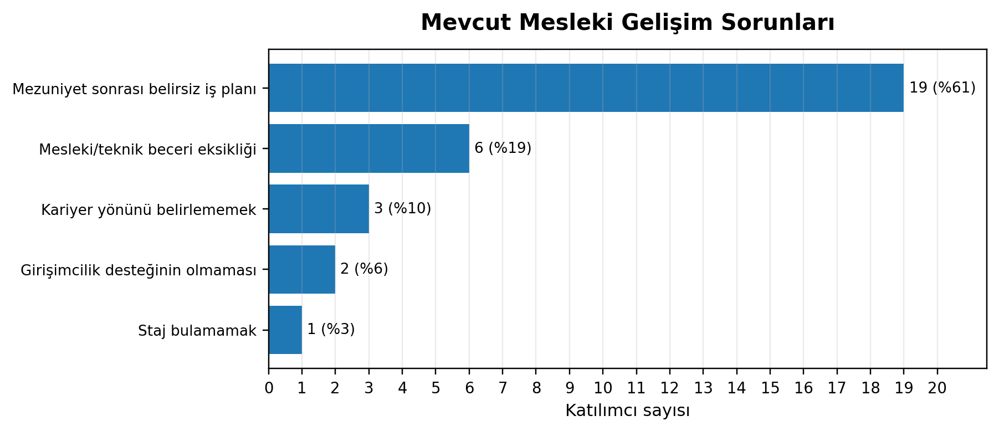 Mevcut Mesleki Gelişim Sorunları
Mezuniyet sonrası belirsiz iş planı
19 (%61)
Mesleki/teknik beceri eksikliği
6 (%19)
Kariyer yönünü belirlememek
3 (%10)
Girişimcilik desteğinin olmaması
2 (%6)
Staj bulamamak
1 (%3)
0 1 2 3 4 5 6 7 8 9 10 11 12 13 14 15 16 17 18 19 20
Katılımcı sayısı